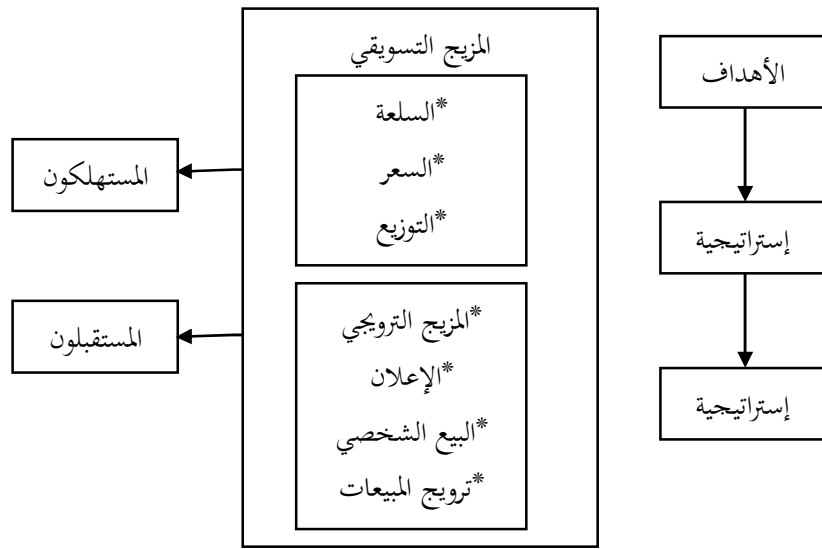 الأهداف
إستراتيجية
إستراتيجية
المزيج التسويقي
*السلعة
*السعر
*التوزيع
*المزيج الترويجي
*الإعلان
*البيع الشخصي
*ترويج المبيعات
المستهلكون
المستقبلون